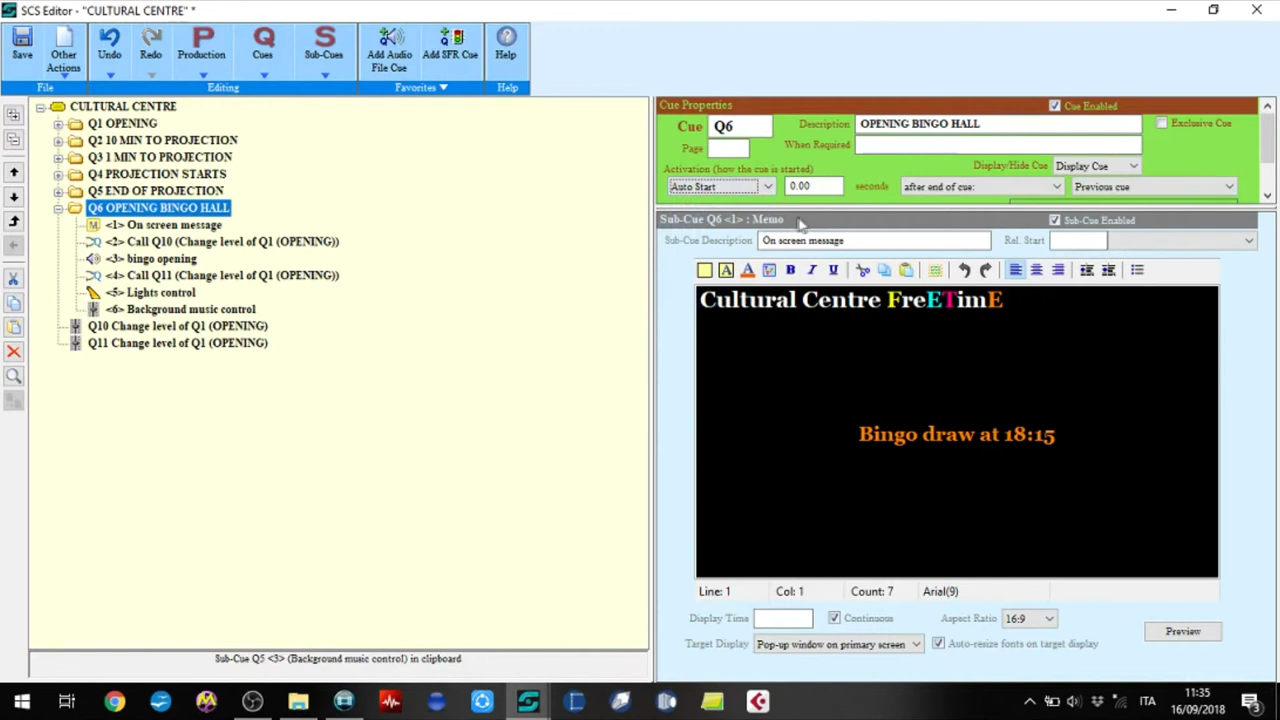 SCS Editor - "CULTURAL CENTRE" *
Save
Other Actions
Undo
Redo
Production
Cues
Sub-Cues
Add Audio File Cue
Add SFR Cue
Help
File
Editing
Favorites
Help
CULTURAL CENTRE
Q1 OPENING
Q2 10 MIN TO PROJECTION
Q3 1 MIN TO PROJECTION
Q4 PROJECTION STARTS
Q5 END OF PROJECTION
Q6 OPENING BINGO HALL
<1> On screen message
<2> Call Q10 (Change level of Q1 (OPENING))
<3> bingo opening
<4> Call Q11 (Change level of Q1 (OPENING))
<5> Lights control
<6> Background music control
Q10 Change level of Q1 (OPENING)
Q11 Change level of Q1 (OPENING)
Sub-Cue Q5 <3> (Background music control) in clipboard
Cue Properties
Cue Enabled
Cue Q6 Description OPENING BINGO HALL Exclusive Cue
Page When Required
Activation (how the cue is started) Display/Hide Cue Display Cue
Auto Start 0.00 seconds after end of cue: Previous cue
Sub-Cue Q6 <1> : Memo Sub-Cue Enabled
Sub-Cue Description On screen message Rel. Start
A A B I U
Cultural Centre FreETimE
Bingo draw at 18:15
Line: 1 Col: 1 Count: 7 Arial(9)
Display Time Continuous Aspect Ratio 16:9
Preview
Target Display Pop-up window on primary screen Auto-resize fonts on target display
ITA
11:35
16/09/2018
3